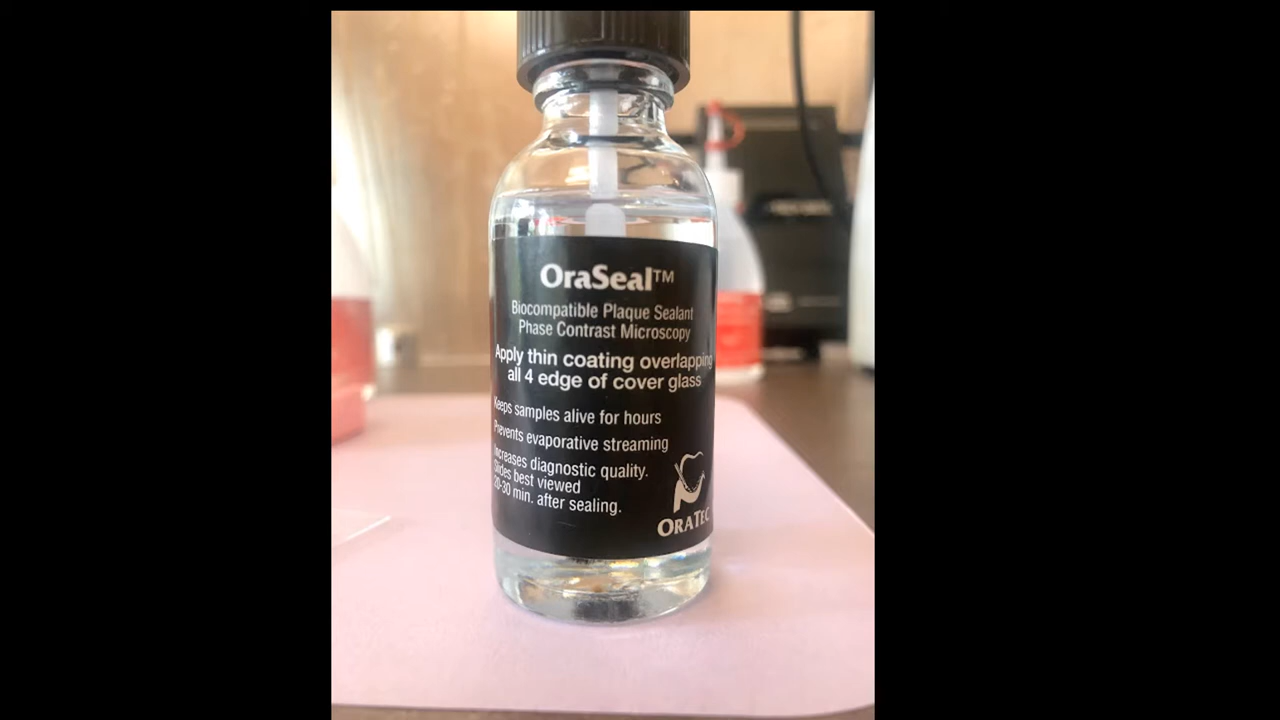 OraSeal™
Biocompatible Plaque Sealant
Phase Contrast Microscopy
Apply thin coating overlapping
all 4 edge of cover glass
Keeps samples alive for hours
Prevents evaporative streaming
Increases diagnostic quality.
Slides best viewed
20-30 min. after sealing.
ORATEC